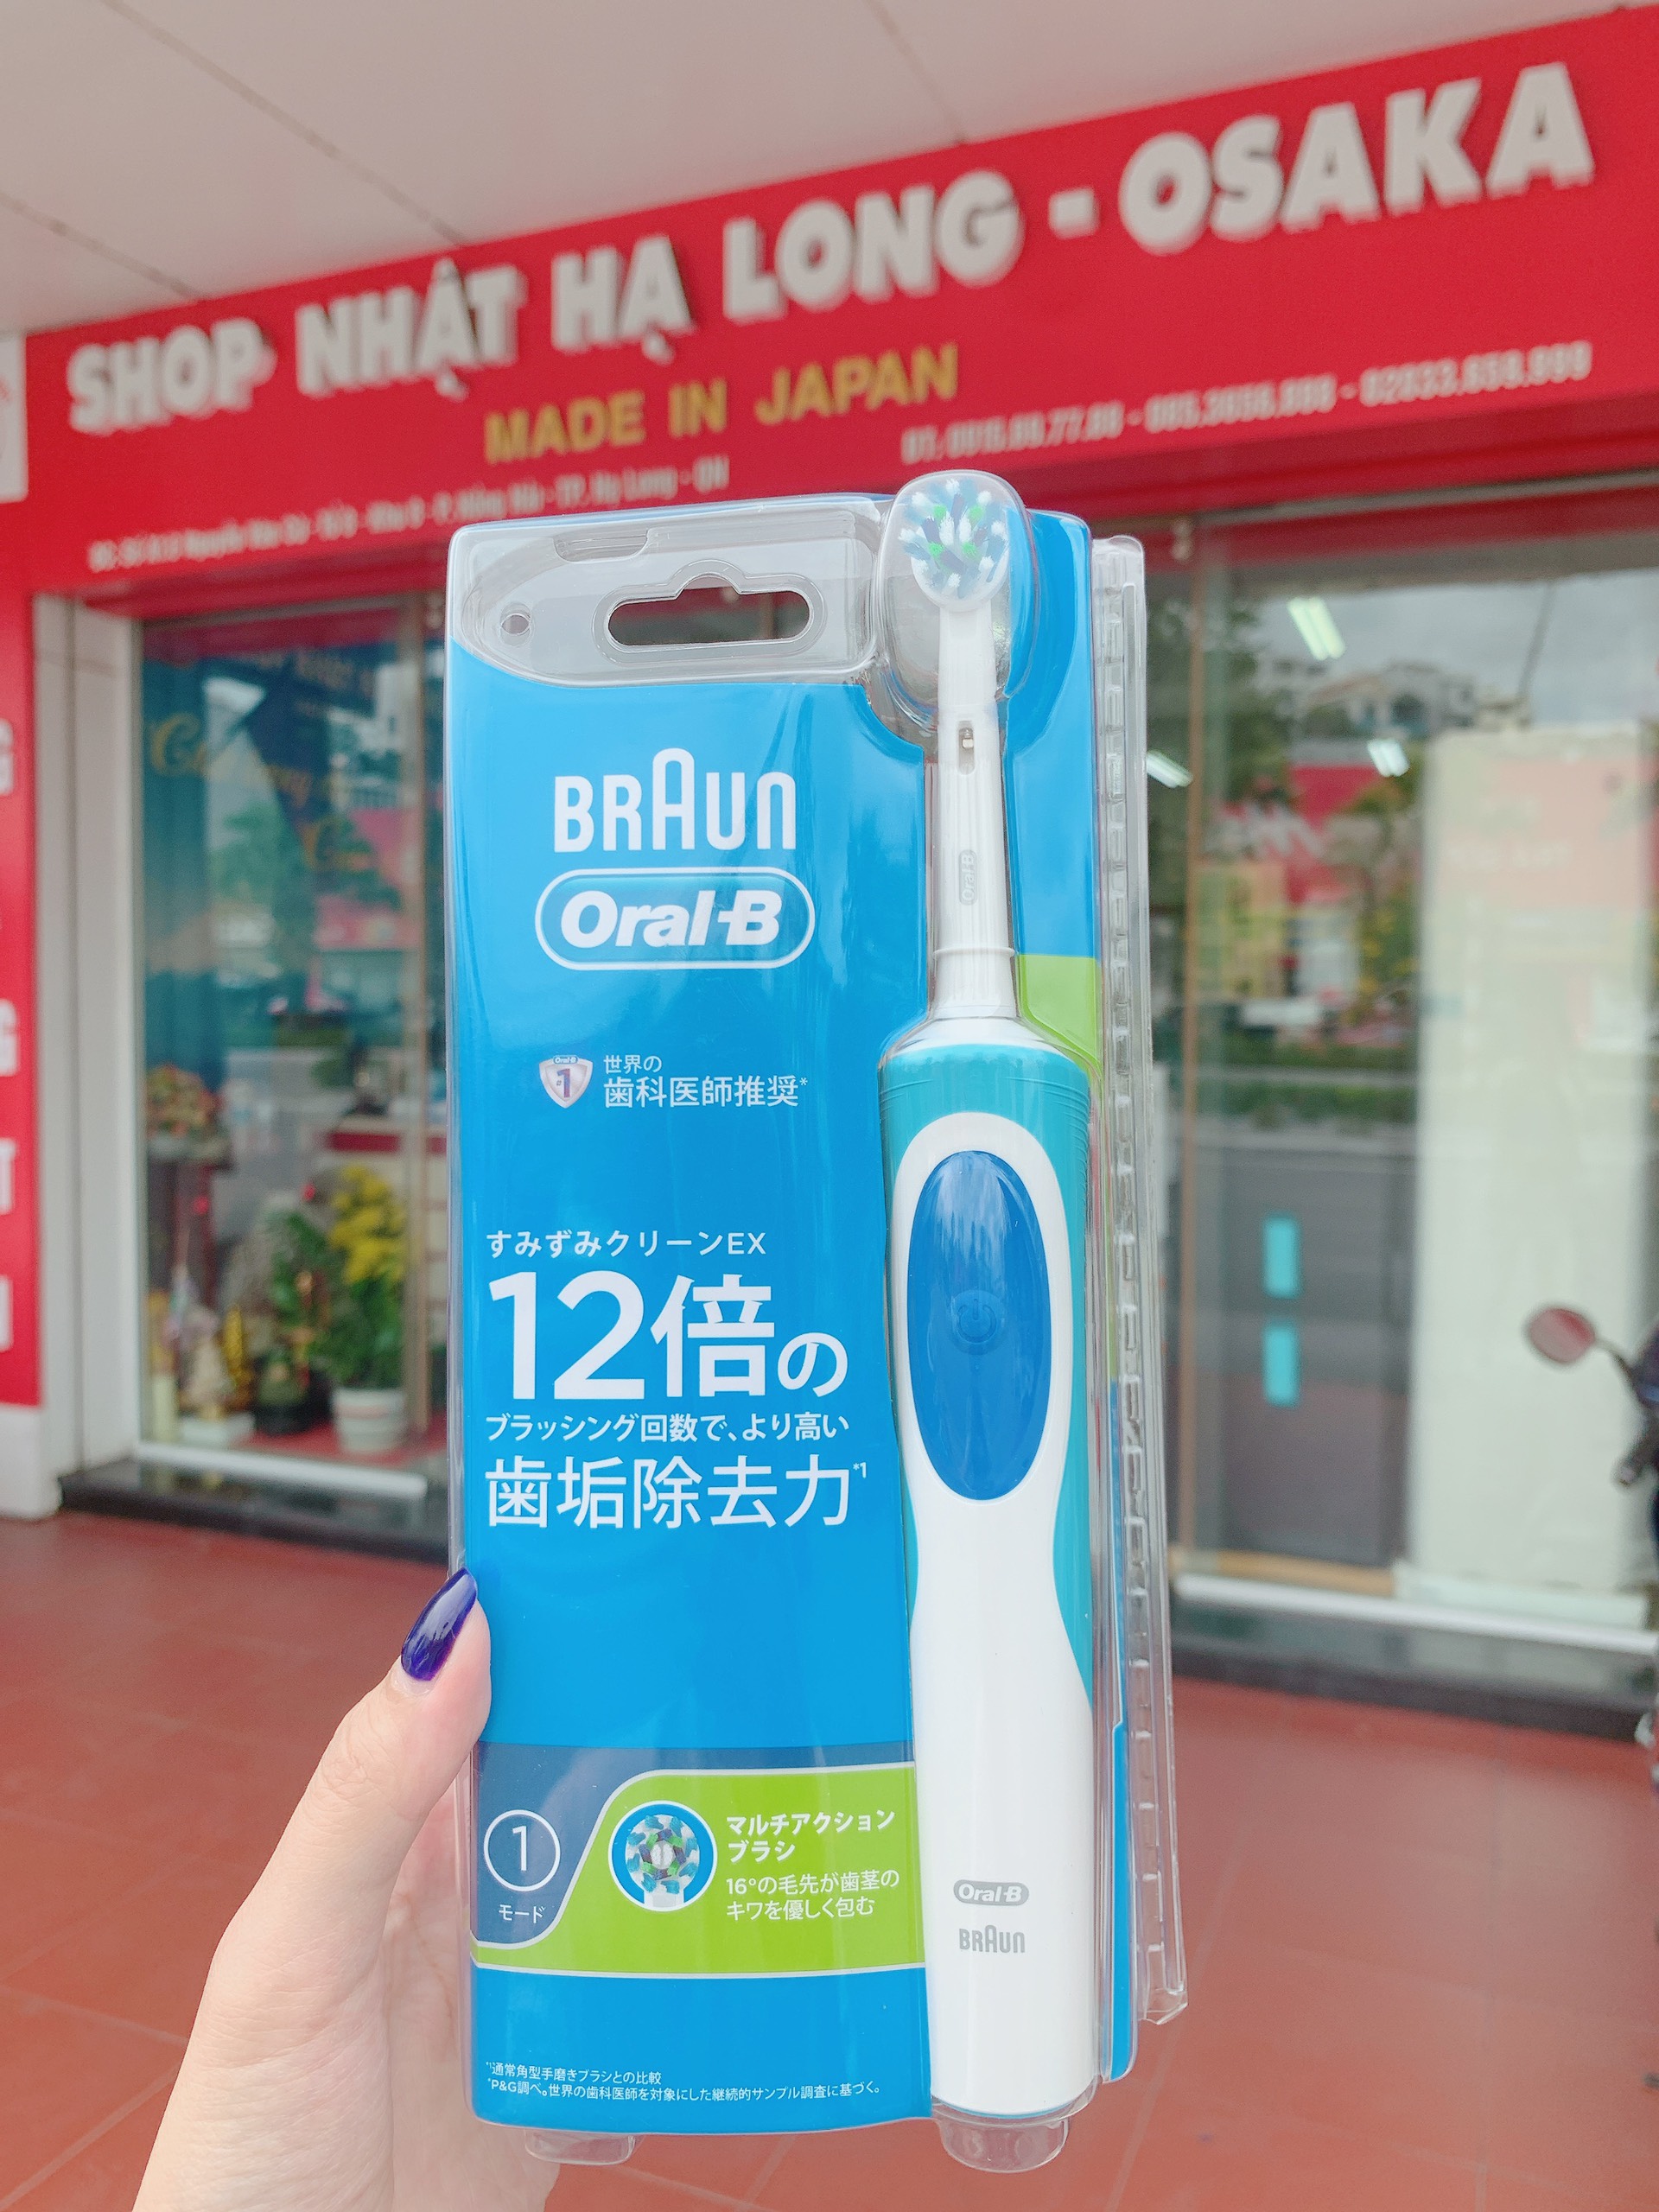 SHOP NHẬT HẠ LONG - OSAKA
MADE IN JAPAN
BRAUN
Oral-B
Oral-B
#1
世界の
歯科医師推奨*
すみずみクリーンEX
12倍の
ブラッシング回数で、より高い
歯垢除去力*1
1
モード
マルチアクション
ブラシ
16°の毛先が歯茎の
キワを優しく包む
*1通常角型手磨きブラシとの比較
*P&G調べ。世界の歯科医師を対象にした継続的サンプル調査に基づく。
Oral-B
Oral-B
BRAUN